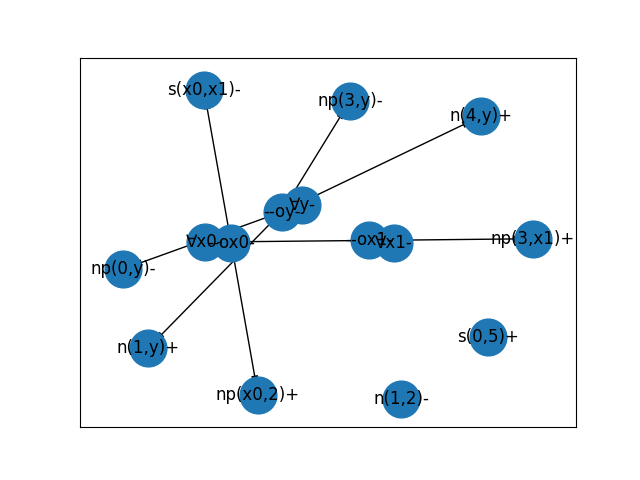 s(x0,x1)-
np(3,y)-
n(4,y)+
∀y-
--oy-
∀x0-
--ox0-
ox1-
∀x1-
np(3,x1)+
np(0,y)-
s(0,5)+
n(1,y)+
np(x0,2)+
n(1,2)-